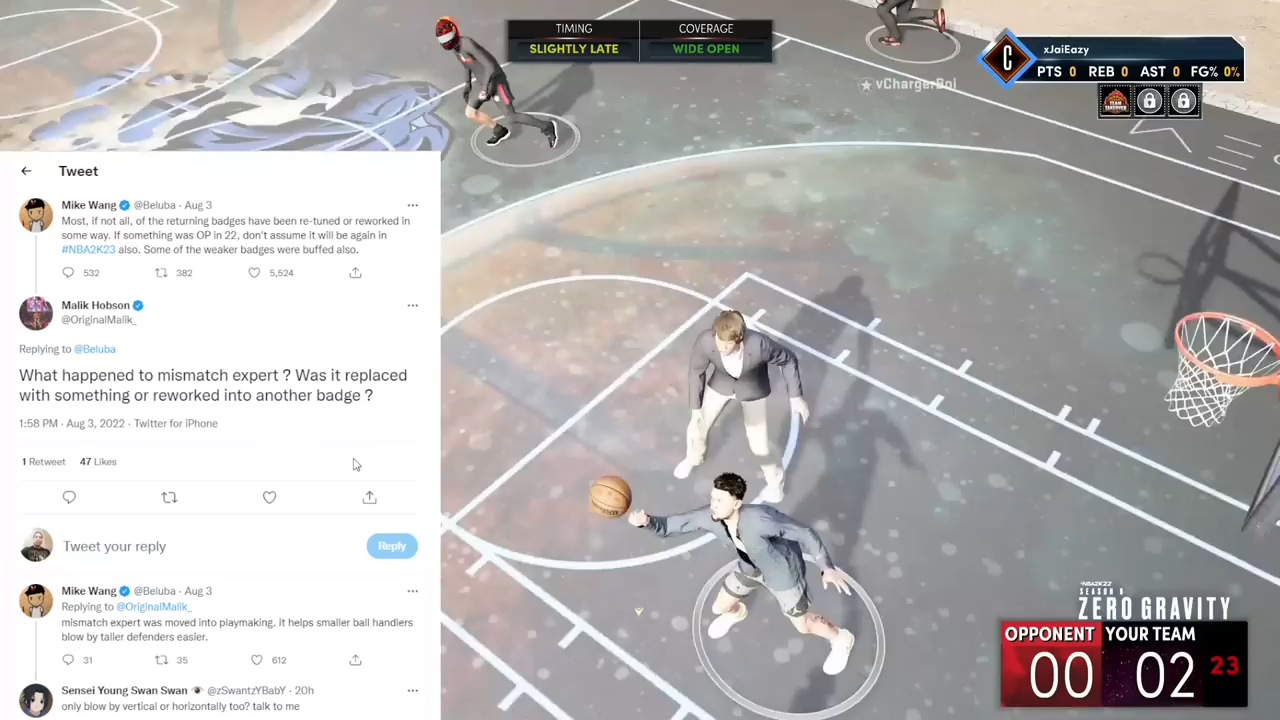 TIMING
SLIGHTLY LATE
COVERAGE
WIDE OPEN
C
xJaiEazy
PTS 0 REB 0 AST 0 FG% 0%
TEAM
TAKEOVER
vChargerBoi
Tweet
Mike Wang @Beluba · Aug 3
Most, if not all, of the returning badges have been re-tuned or reworked in
some way. If something was OP in 22, don't assume it will be again in
#NBA2K23 also. Some of the weaker badges were buffed also.
532 382 5,524
Malik Hobson
@OriginalMalik_
Replying to @Beluba
What happened to mismatch expert ? Was it replaced
with something or reworked into another badge ?
1:58 PM · Aug 3, 2022 · Twitter for iPhone
1 Retweet 47 Likes
Tweet your reply
Reply
Mike Wang @Beluba · Aug 3
Replying to @OriginalMalik_
mismatch expert was moved into playmaking. it helps smaller ball handlers
blow by taller defenders easier.
31 35 612
Sensei Young Swan Swan @zSwantzYBabY · 20h
only blow by vertical or horizontally too? talk to me
NBA2K22
SEASON 8
ZERO GRAVITY
OPPONENT YOUR TEAM
00 02 23